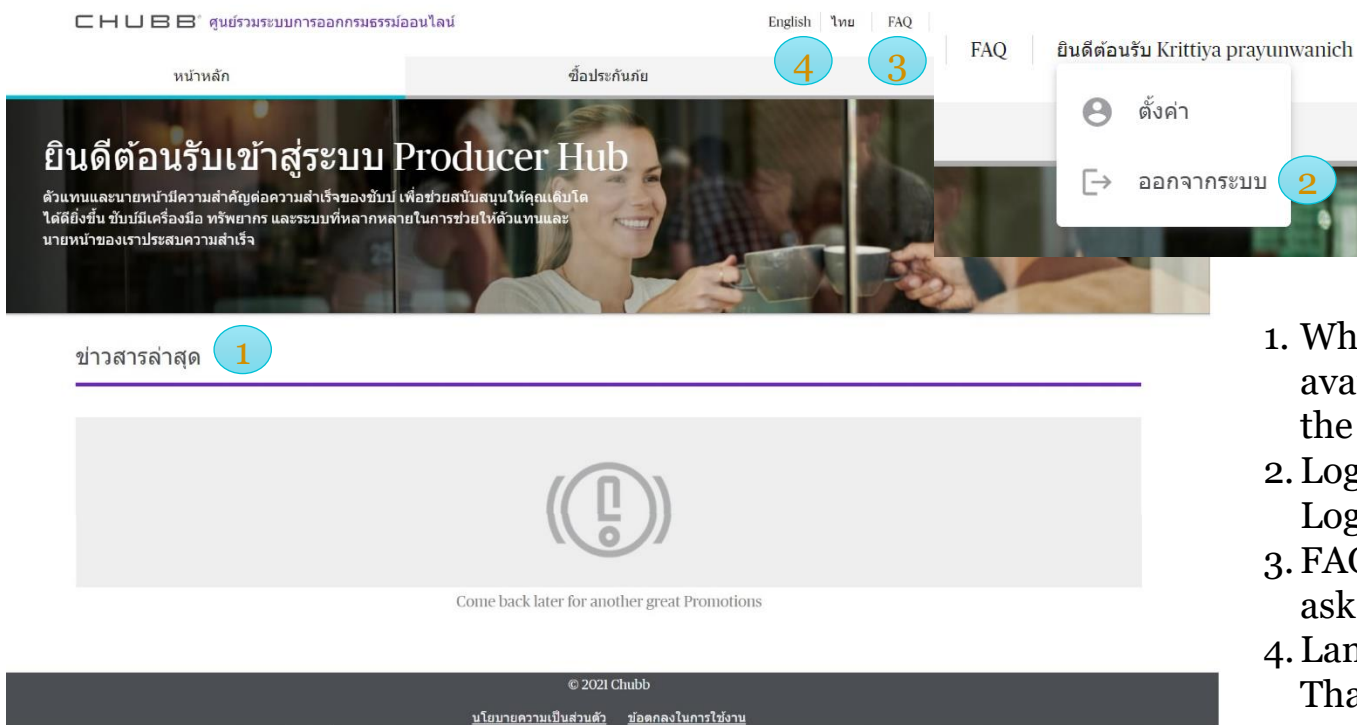 CHUBB ศูนย์รวมระบบการออกกรมธรรม์ออนไลน์
English ไทย FAQ
4
3
หน้าหลัก
ซื้อประกันภัย
FAQ ยินดีต้อนรับ Krittiya prayunwanich
ตั้งค่า
ออกจากระบบ
2
ยินดีต้อนรับเข้าสู่ระบบ Producer Hub
ตัวแทนและนายหน้ามีความสำคัญต่อความสำเร็จของชับบ์ เพื่อช่วยสนับสนุนให้คุณเติบโต
ได้ดียิ่งขึ้น ชับบ์มีเครื่องมือ ทรัพยากร และระบบที่หลากหลายในการช่วยให้ตัวแทนและ
นายหน้าของเราประสบความสำเร็จ
ข่าวสารล่าสุด
1
Come back later for another great Promotions
© 2021 Chubb
นโยบายความเป็นส่วนตัว ข้อตกลงในการใช้งาน
1. Wh
ava
the
2. Log
Log
3. FAQ
ask
4. Lan
Tha